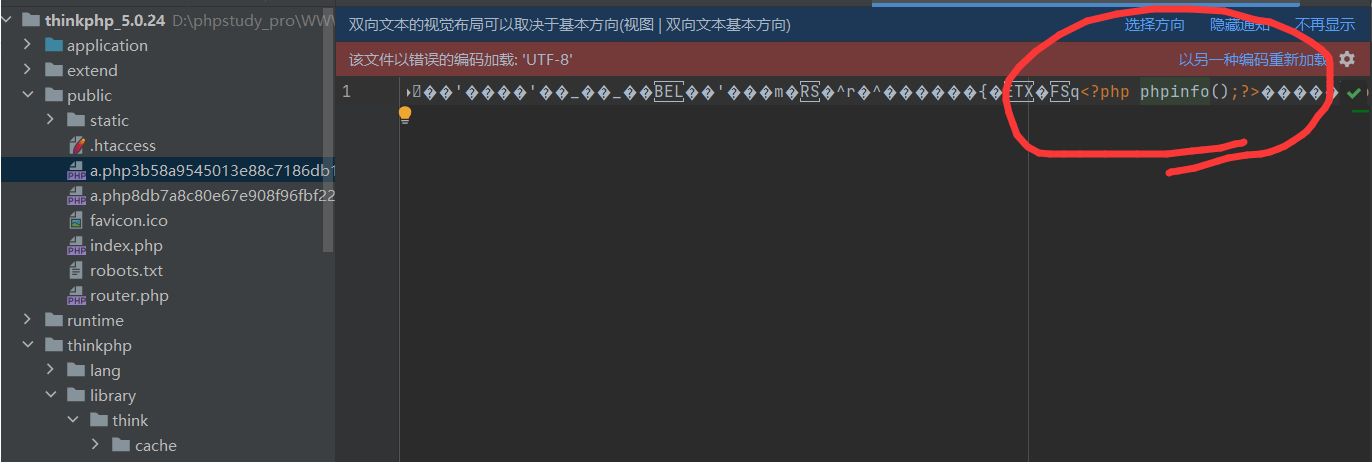 thinkphp_5.0.24 D:\phpstudy_pro\WW
application
extend
public
static
.htaccess
a.php3b58a9545013e88c7186db1
a.php8db7a8c80e67e908f96fbf22
favicon.ico
index.php
robots.txt
router.php
runtime
thinkphp
lang
library
think
cache
双向文本的视觉布局可以取决于基本方向(视图 | 双向文本基本方向) 选择方向 隐藏通知 不再显示
该文件以错误的编码加载: 'UTF-8' 以另一种编码重新加载
1 ��'����'��_��_��BEL��'���m�RS�^r�^������{�ETX�FSq<?php phpinfo();?>�����